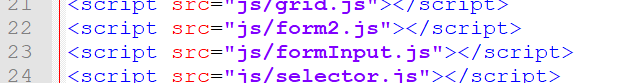 21 <script src="js/grid.js"></script>
22 <script src="js/form2.js"></script>
23 <script src="js/formInput.js"></script>
24 <script src="js/selector.js"></script>